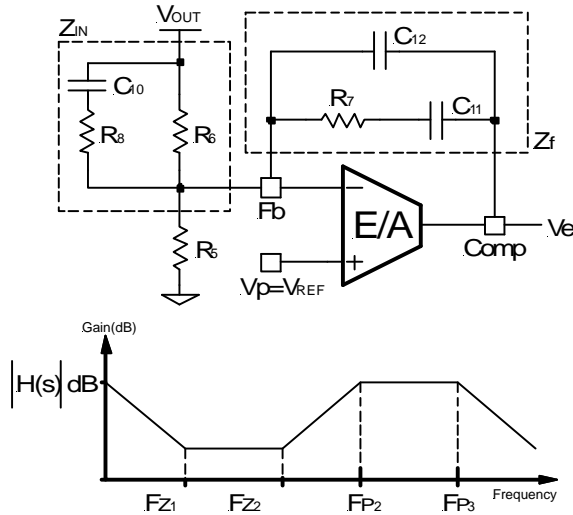 ZIN
VOUT
C12
C10
R7
C11
R8
R6
Zf
Fb
E/A
Ve
R5
Comp
Vp=VREF
Gain(dB)
|H(s)| dB
FZ1
FZ2
FP2
FP3
Frequency